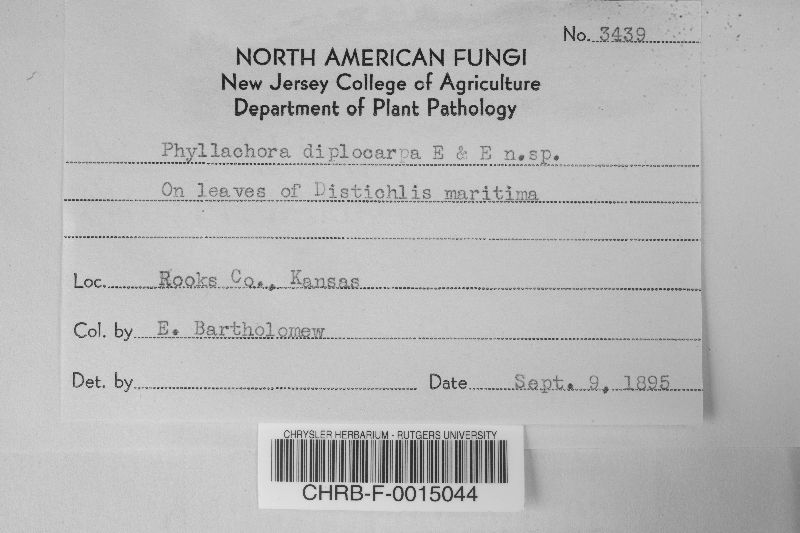 No. 3439
NORTH AMERICAN FUNGI
New Jersey College of Agriculture
Department of Plant Pathology
Phyllachora diplocarpa E & E n.sp.
On leaves of Distichlis maritima
Loc. Rooks Co., Kansas
Col. by E. Bartholomew
Det. by Date Sept. 9, 1895
CHRYSLER HERBARIUM - RUTGERS UNIVERSITY
CHRB-F-0015044